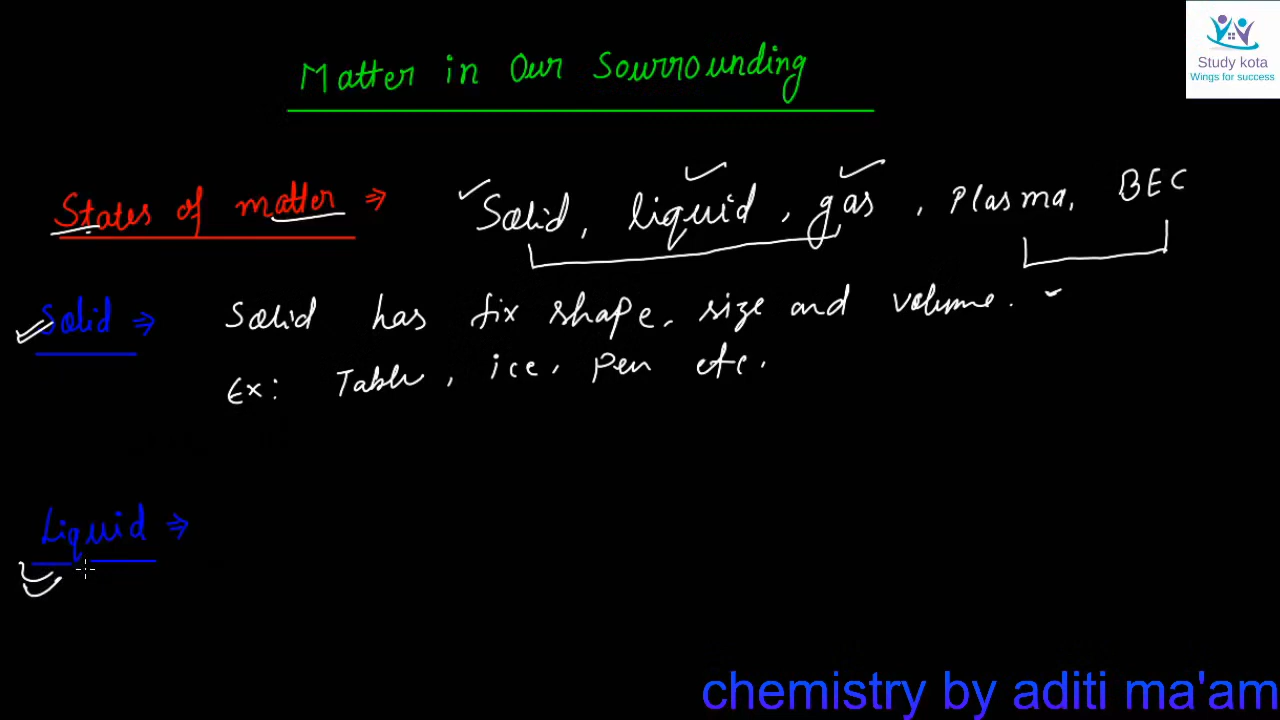 Study kota
Wings for success
Matter in Our Sourrounding
States of matter ⇒ Solid, liquid, gas, Plasma, BEC
Solid ⇒ Solid has fix shape, size and volume.
Ex: Table, ice, Pen etc.
Liquid ⇒
chemistry by aditi ma'am